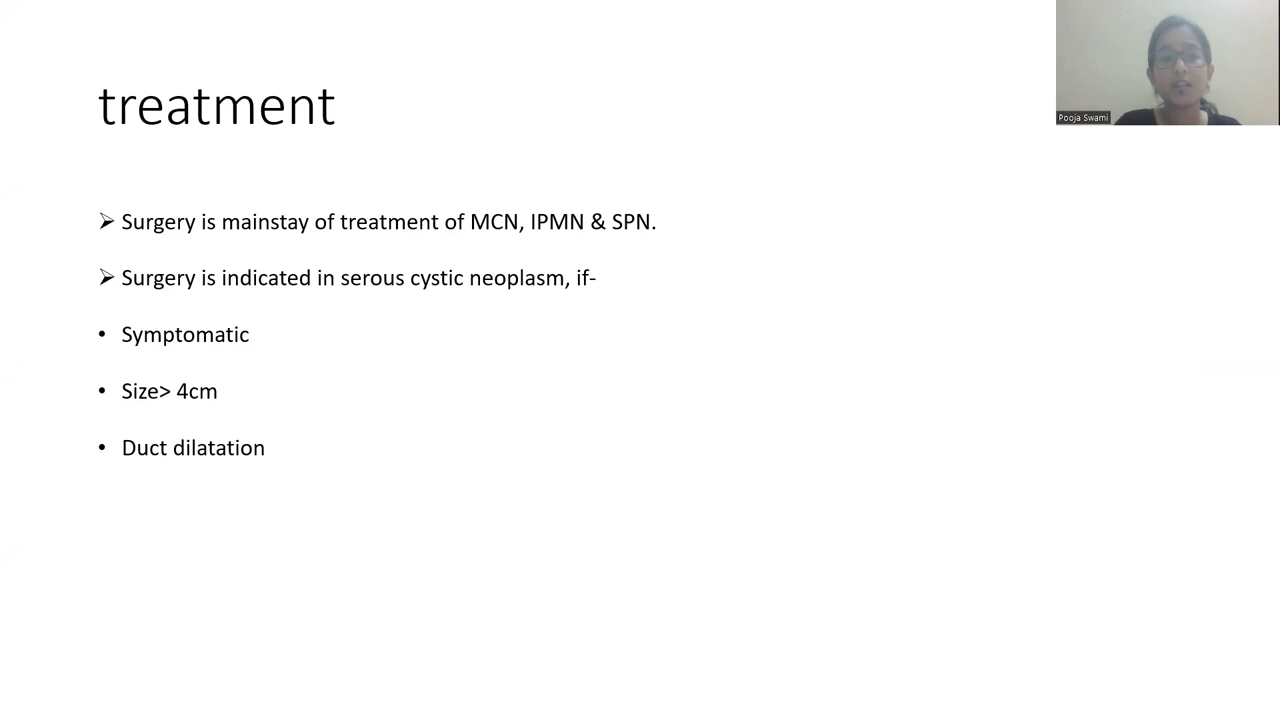 treatment
Pooja Swami
➢ Surgery is mainstay of treatment of MCN, IPMN & SPN.
➢ Surgery is indicated in serous cystic neoplasm, if-
• Symptomatic
• Size> 4cm
• Duct dilatation